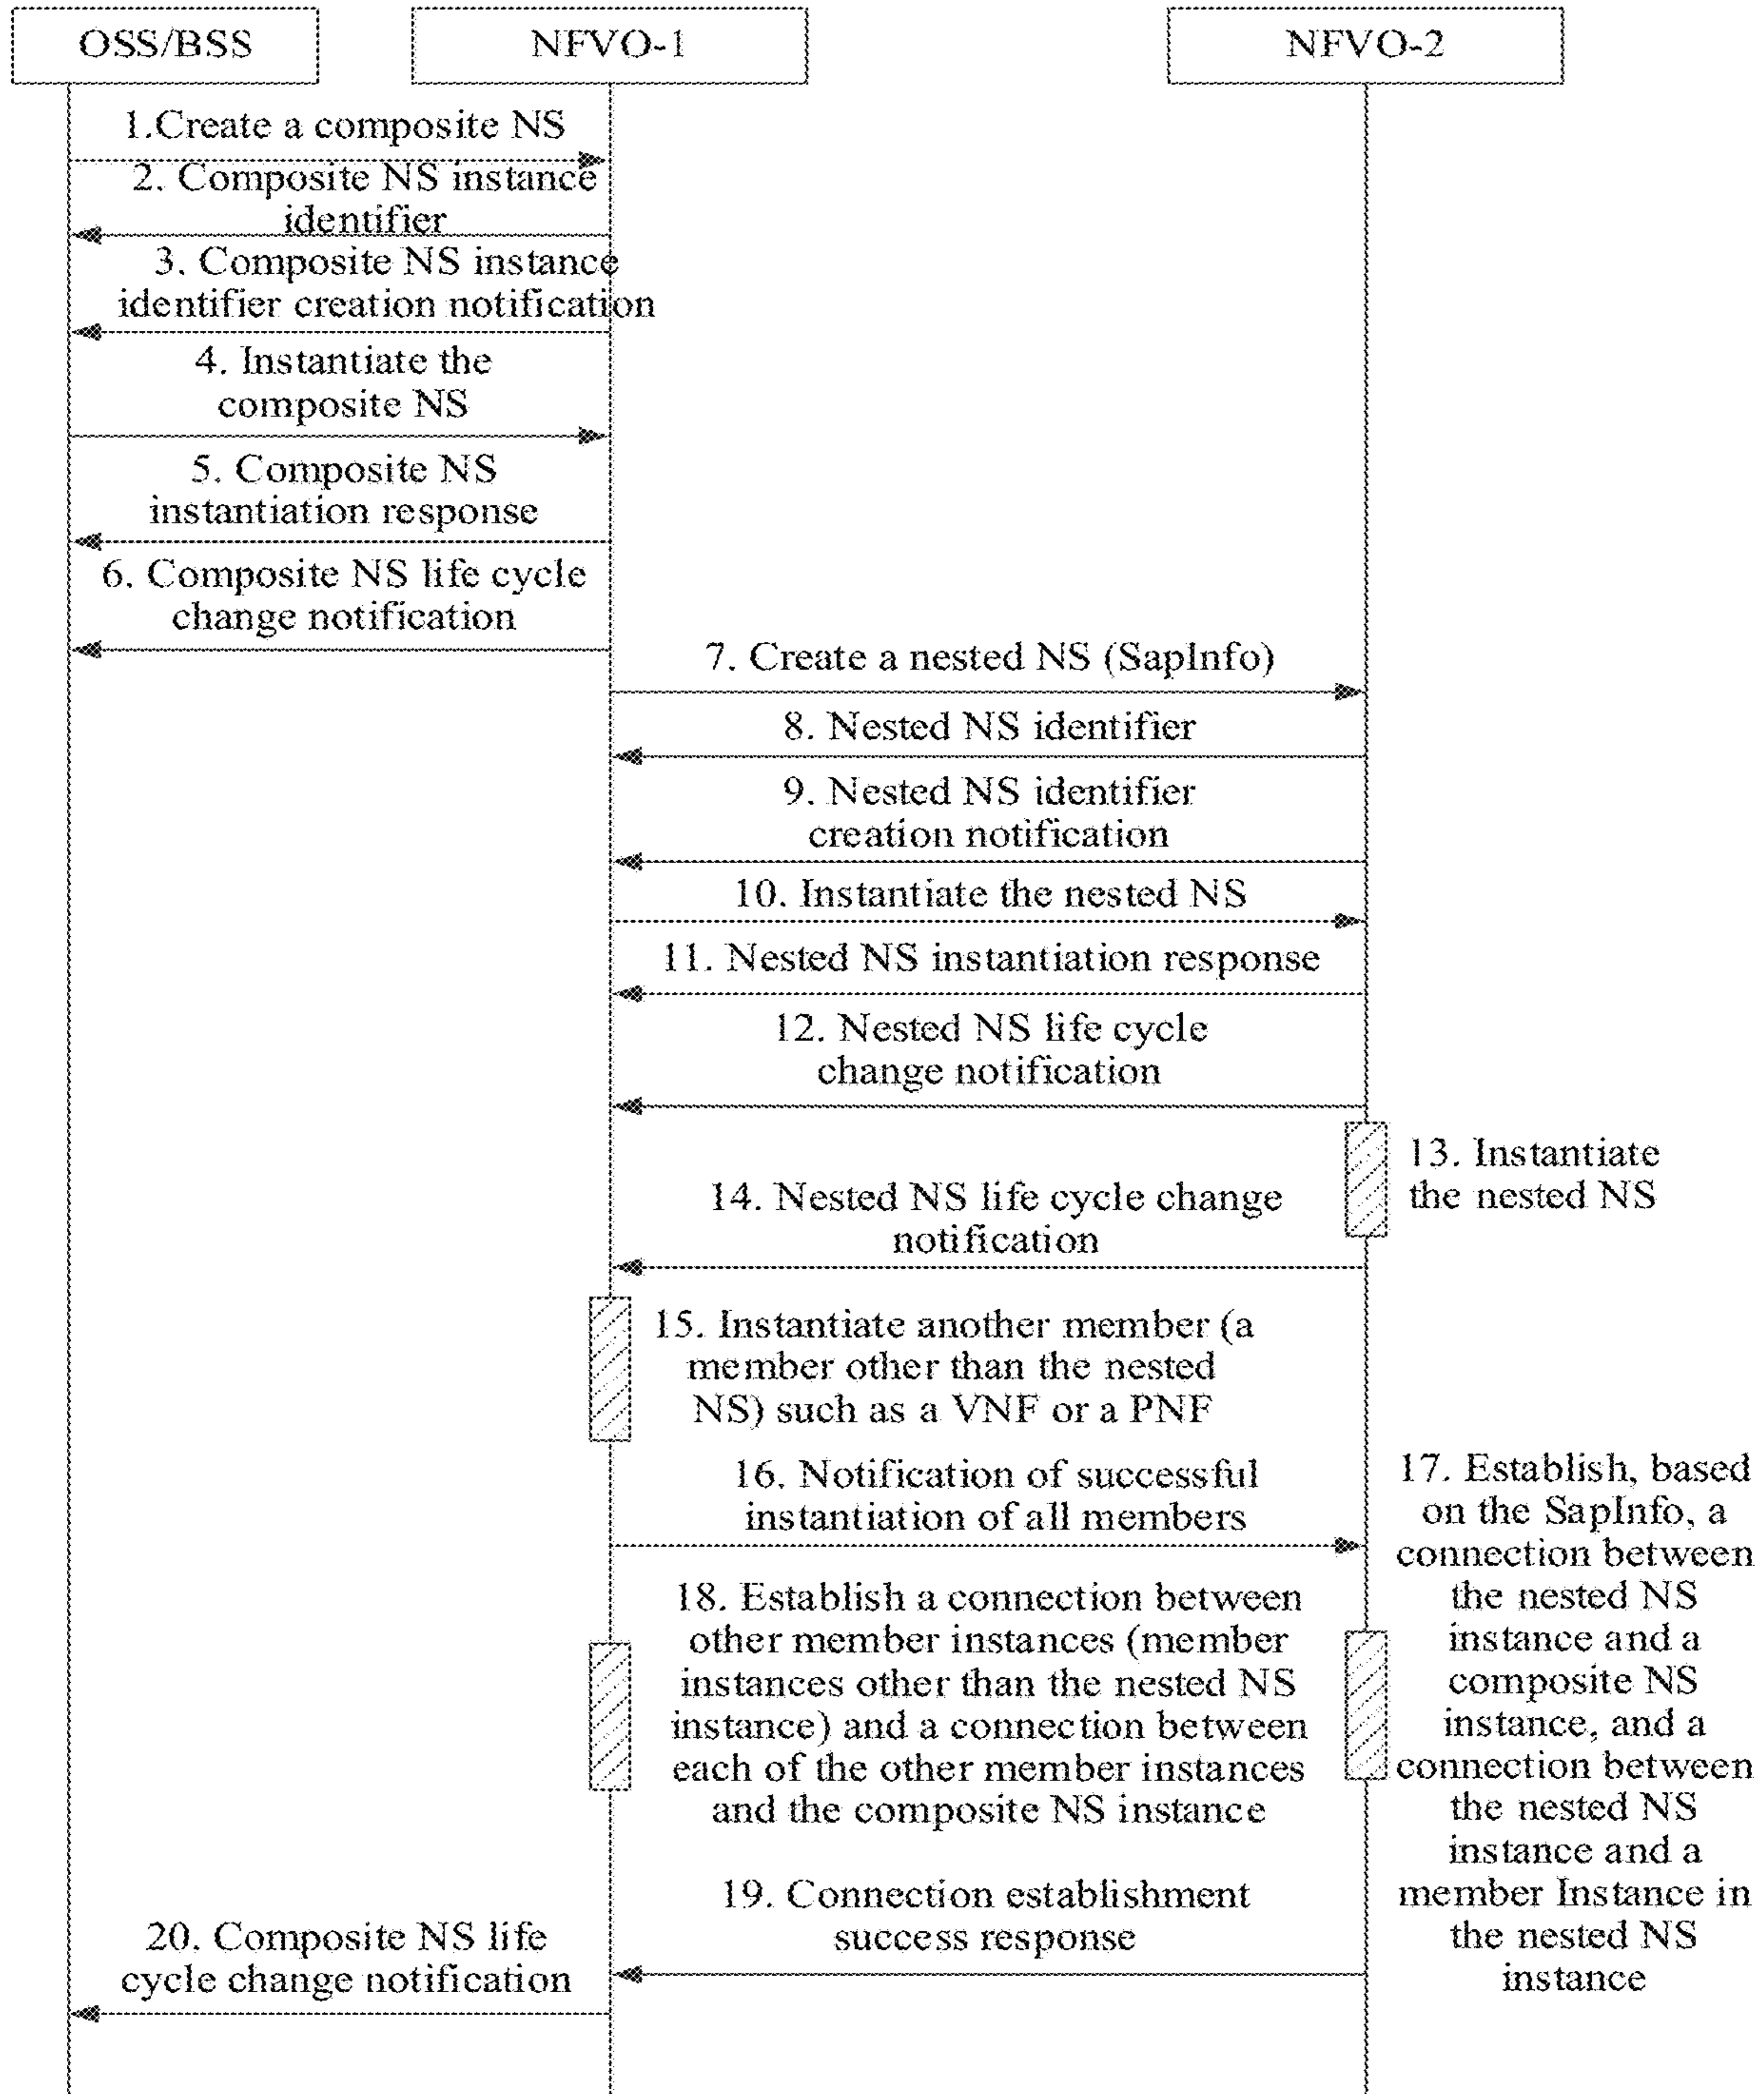 OSS/BSS
NFVO-1
NFVO-2
1.Create a composite NS
2. Composite NS instance
identifier
3. Composite NS instance
identifier creation notification
4. Instantiate the
composite NS
5. Composite NS
instantiation response
6. Composite NS life cycle
change notification
7. Create a nested NS (SapInfo)
8. Nested NS identifier
9. Nested NS identifier
creation notification
10. Instantiate the nested NS
11. Nested NS instantiation response
12. Nested NS life cycle
change notification
13. Instantiate
the nested NS
14. Nested NS life cycle change
notification
15. Instantiate another member (a
member other than the nested
NS) such as a VNF or a PNF
16. Notification of successful
instantiation of all members
17. Establish, based
on the SapInfo, a
connection between
the nested NS
instance and a
composite NS
instance, and a
connection between
the nested NS
instance and a
member Instance in
the nested NS
instance
18. Establish a connection between
other member instances (member
instances other than the nested NS
instance) and a connection between
each of the other member instances
and the composite NS instance
19. Connection establishment
success response
20. Composite NS life
cycle change notification